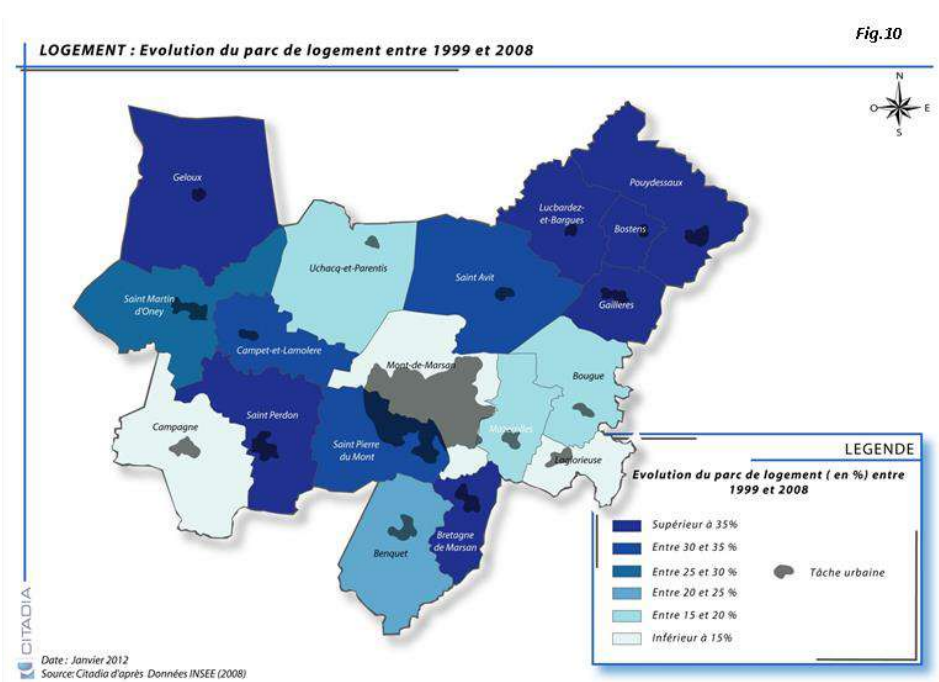 Fig.10
LOGEMENT : Evolution du parc de logement entre 1999 et 2008
N
O
E
S
Geloux
Pouydessaux
Lucbardez-
et-Bargues
Bostens
Uchacq-et-Parentis
Saint Avit
Saint Martin
d'Oney
Gaillères
Campet-et-Lamolere
Mont-de-Marsan
Bougue
Saint Perdon
Campagne
Mazerolles
Saint Pierre
du Mont
Laglorieuse
Bretagne
de Marsan
Benquet
LEGENDE
Evolution du parc de logement ( en %) entre
1999 et 2008
Supérieur à 35%
Entre 30 et 35 %
Entre 25 et 30 %
Entre 20 et 25 %
Entre 15 et 20 %
Inférieur à 15%
Tâche urbaine
CITADIA
Date : Janvier 2012
Source: Citadia d'après Données INSEE (2008)